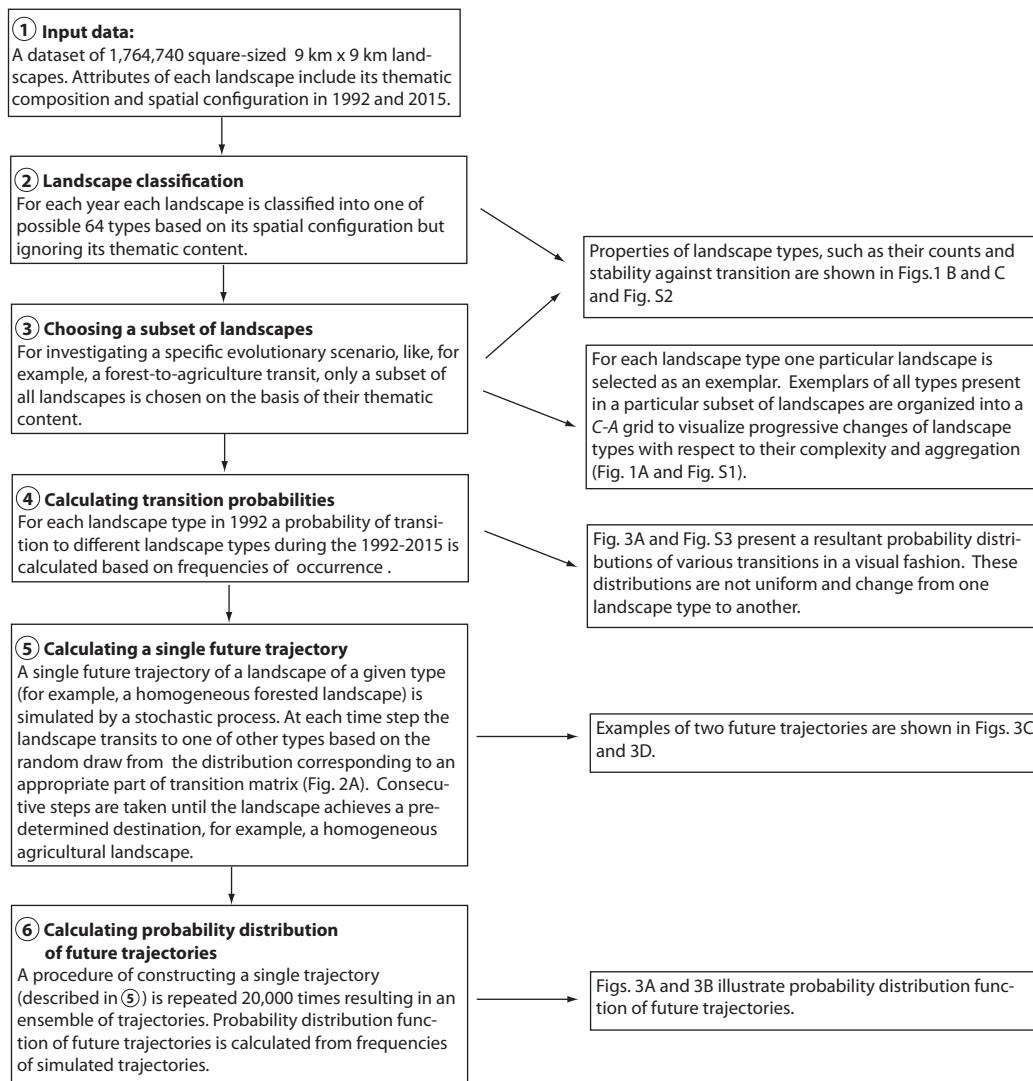 ① Input data:
A dataset of 1,764,740 square-sized 9 km x 9 km land-
scapes. Attributes of each landscape include its thematic
composition and spatial configuration in 1992 and 2015.
② Landscape classification
For each year each landscape is classified into one of
possible 64 types based on its spatial configuration but
ignoring its thematic content.
Properties of landscape types, such as their counts and
stability against transition are shown in Figs.1 B and C
and Fig. S2
③ Choosing a subset of landscapes
For investigating a specific evolutionary scenario, like, for
example, a forest-to-agriculture transit, only a subset of
all landscapes is chosen on the basis of their thematic
content.
For each landscape type one particular landscape is
selected as an exemplar. Exemplars of all types present
in a particular subset of landscapes are organized into a
C-A grid to visualize progressive changes of landscape
types with respect to their complexity and aggregation
(Fig. 1A and Fig. S1).
④ Calculating transition probabilities
For each landscape type in 1992 a probability of transi-
tion to different landscape types during the 1992-2015 is
calculated based on frequencies of occurrence .
Fig. 3A and Fig. S3 present a resultant probability distri-
butions of various transitions in a visual fashion. These
distributions are not uniform and change from one
landscape type to another.
⑤ Calculating a single future trajectory
A single future trajectory of a landscape of a given type
(for example, a homogeneous forested landscape) is
simulated by a stochastic process. At each time step the
landscape transits to one of other types based on the
random draw from the distribution corresponding to an
appropriate part of transition matrix (Fig. 2A). Consecu-
tive steps are taken until the landscape achieves a pre-
determined destination, for example, a homogeneous
agricultural landscape.
Examples of two future trajectories are shown in Figs. 3C
and 3D.
⑥ Calculating probability distribution
of future trajectories
A procedure of constructing a single trajectory
(described in ⑤) is repeated 20,000 times resulting in an
ensemble of trajectories. Probability distribution func-
tion of future trajectories is calculated from frequencies
of simulated trajectories.
Figs. 3A and 3B illustrate probability distribution func-
tion of future trajectories.